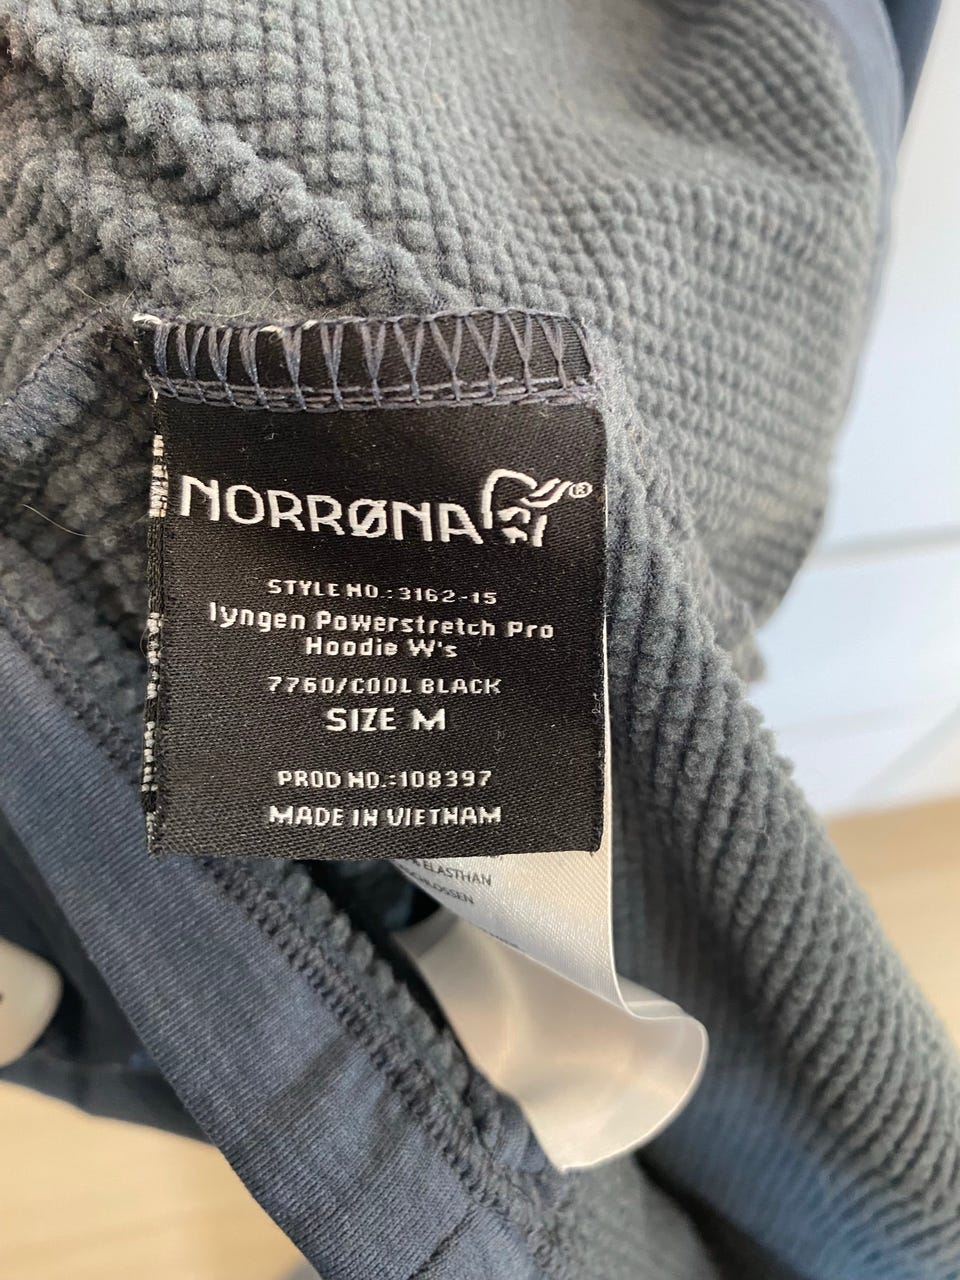 NORRØNA®
STYLE NO.:3162-15
lyngen Powerstretch Pro
Hoodie W's
7760/COOL BLACK
SIZE M
PROD NO.:108397
MADE IN VIETNAM
ELASTHAN